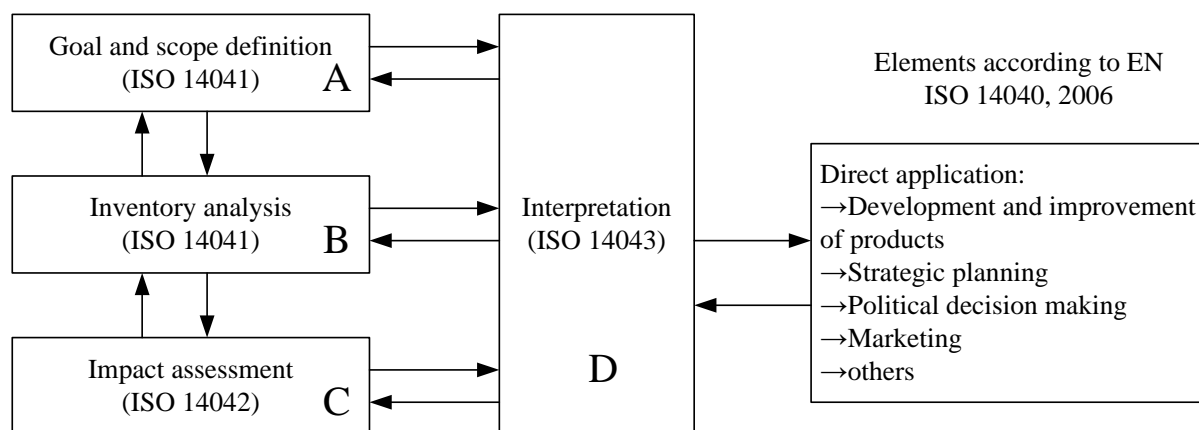 Goal and scope definition
(ISO 14041)
A
Inventory analysis
(ISO 14041)
B
Impact assessment
(ISO 14042)
C
Interpretation
(ISO 14043)
D
Elements according to EN
ISO 14040, 2006
Direct application:
→Development and improvement
of products
→Strategic planning
→Political decision making
→Marketing
→others